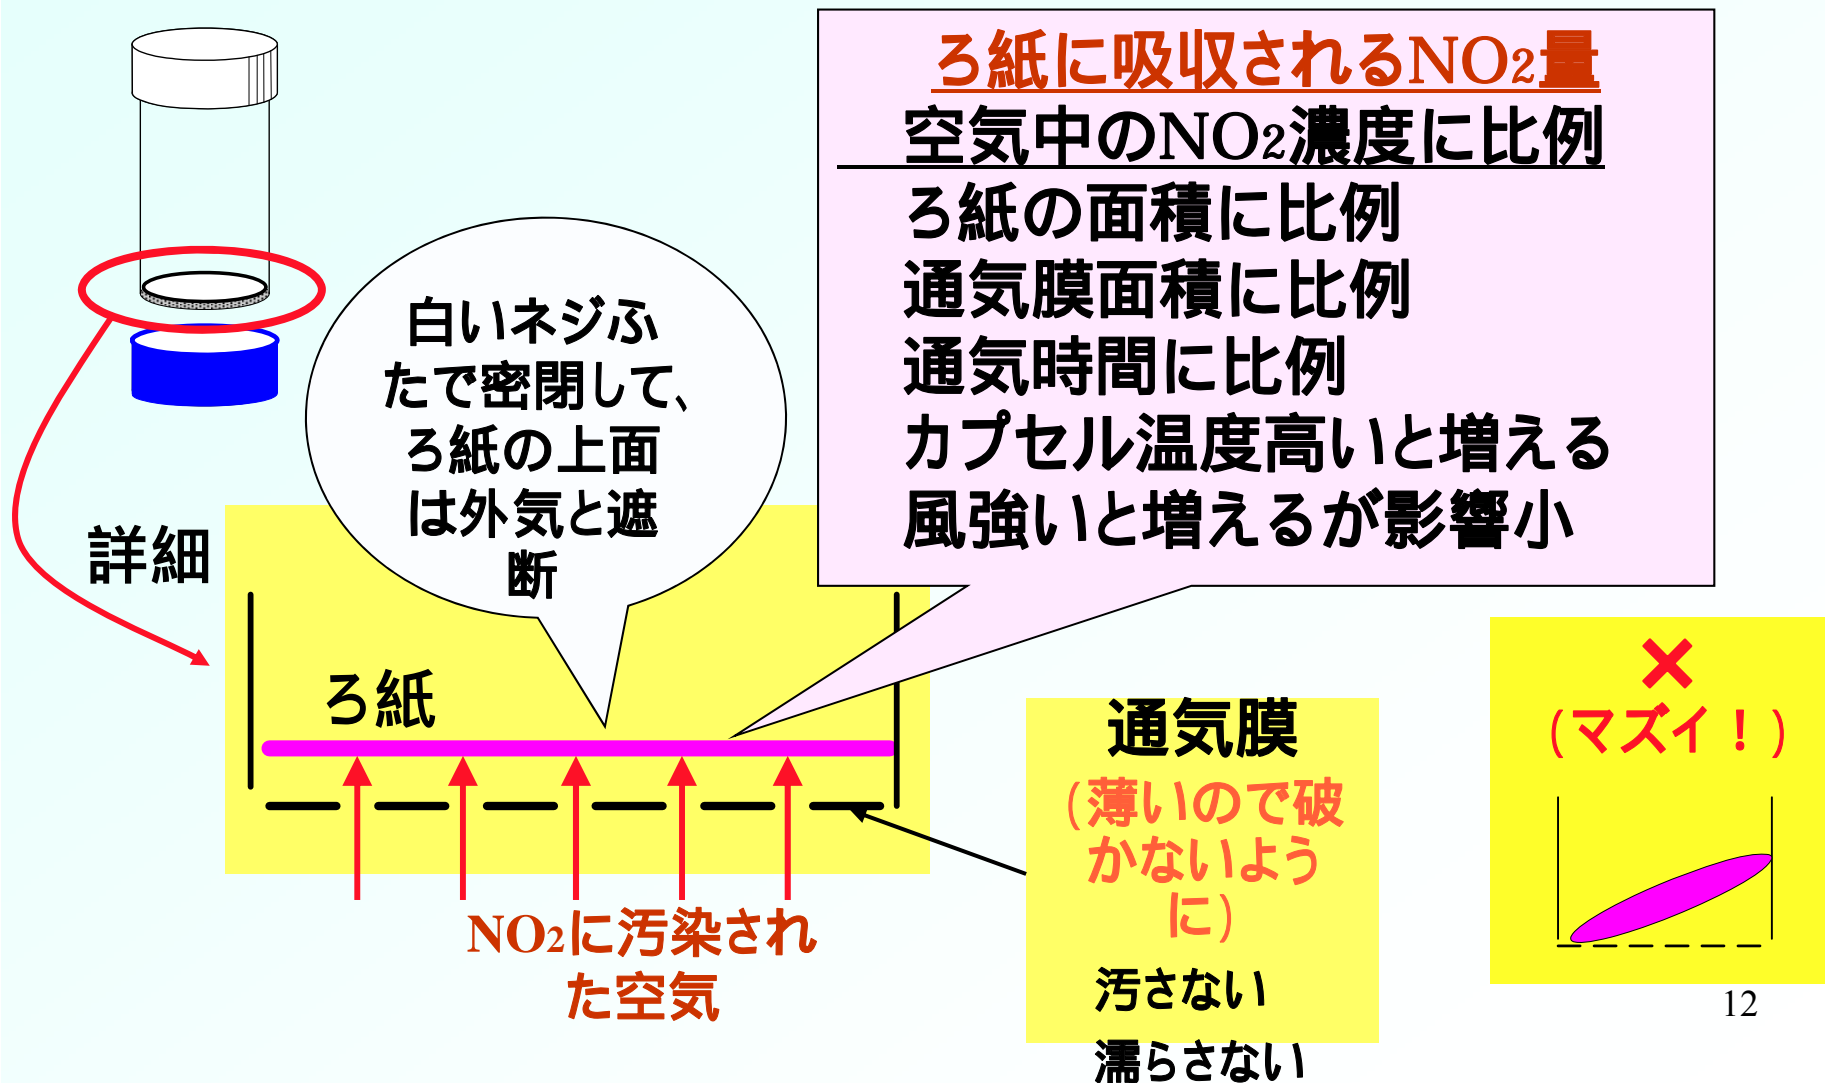 ろ紙に吸収されるNO2量
空気中のNO2濃度に比例
ろ紙の面積に比例
通気膜面積に比例
通気時間に比例
カプセル温度高いと増える
風強いと増えるが影響小
白いネジふ
たで密閉して、
ろ紙の上面
は外気と遮
断
詳細
ろ紙
NO2に汚染され
た空気
通気膜
(薄いので破
かないよう
に)
汚さない
濡らさない
×
(マズイ！)
12